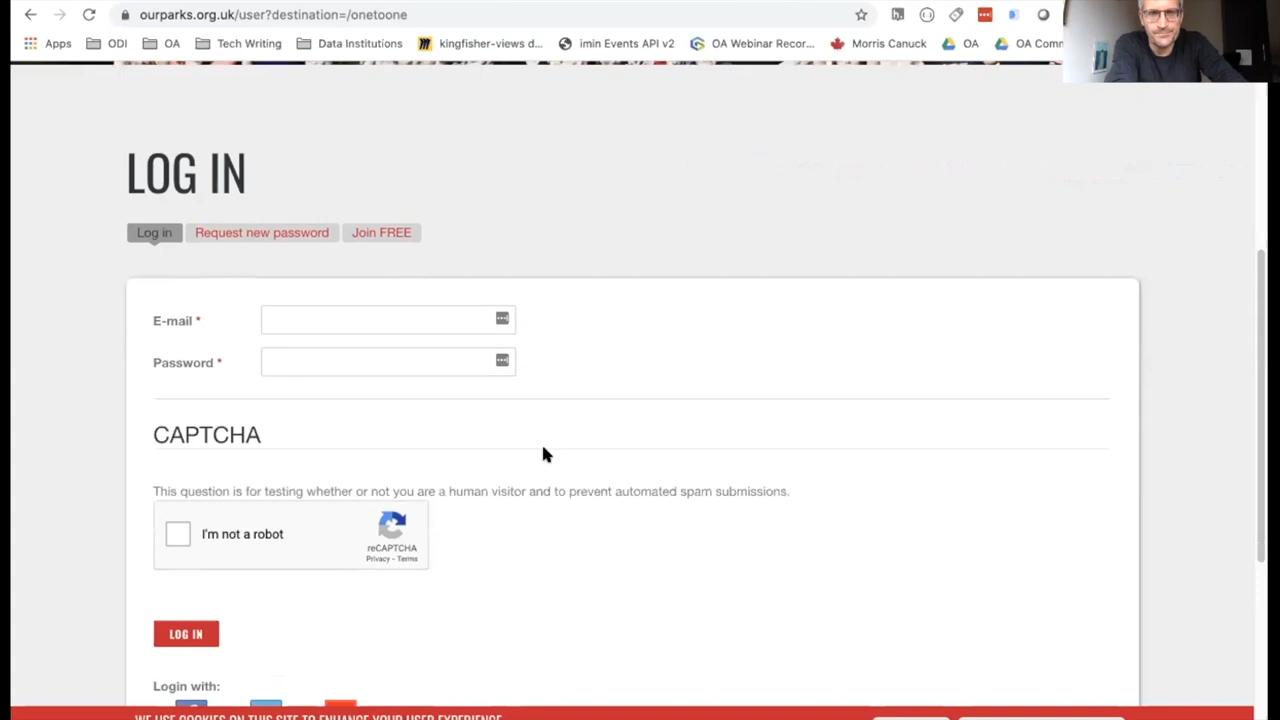 ourparks.org.uk/user?destination=/onetoone
Apps ODI OA Tech Writing Data Institutions kingfisher-views d... imin Events API v2 OA Webinar Recor... Morris Canuck OA OA Comm
LOG IN
Log in Request new password Join FREE
E-mail *
Password *
CAPTCHA
This question is for testing whether or not you are a human visitor and to prevent automated spam submissions.
I'm not a robot
reCAPTCHA
Privacy - Terms
LOG IN
Login with:
WE USE COOKIES ON THIS SITE TO ENHANCE YOUR USER EXPERIENCE